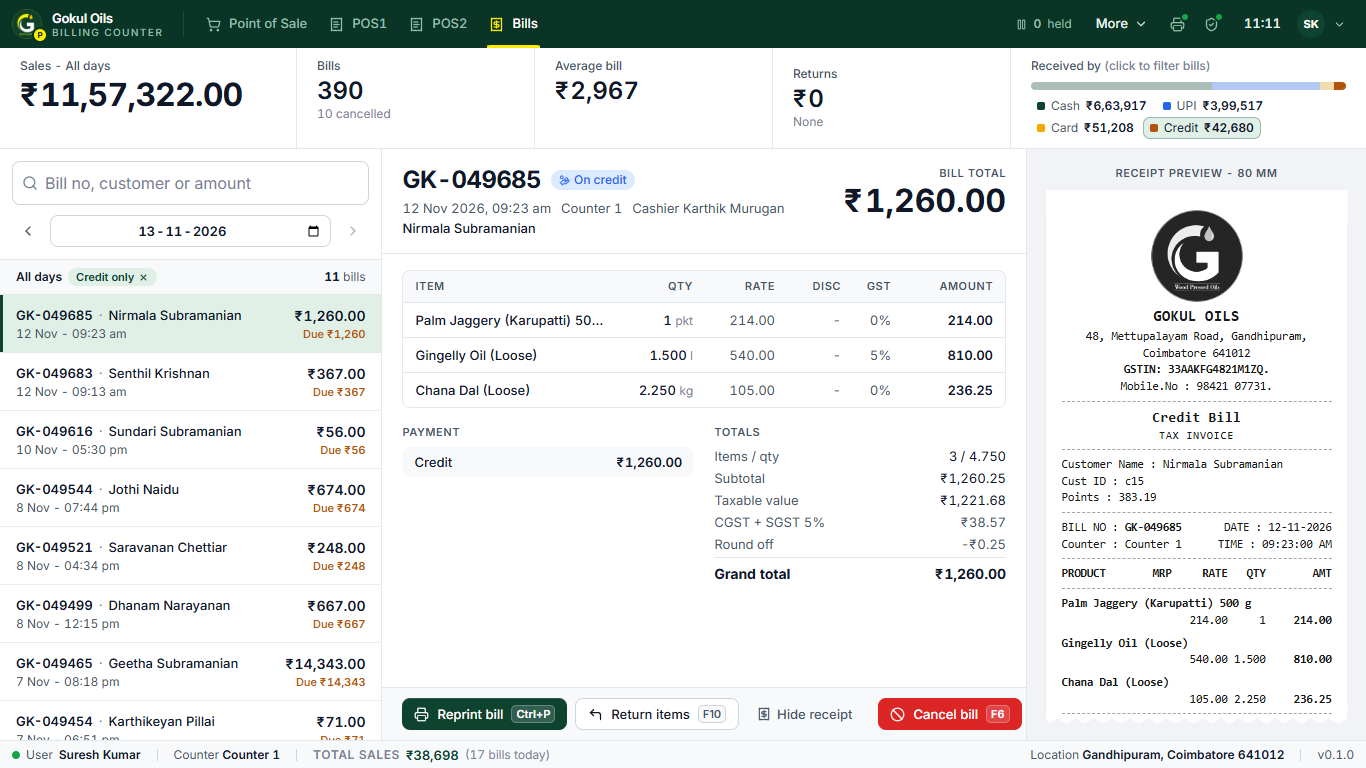 Gokul Oils
BILLING COUNTER
P
Point of Sale
POS1
POS2
Bills
0 held
More
11:11
SK
Sales - All days
₹11,57,322.00
Bills
390
10 cancelled
Average bill
₹2,967
Returns
₹0
None
Received by (click to filter bills)
Cash ₹6,63,917 UPI ₹3,99,517
Card ₹51,208 Credit ₹42,680
Bill no, customer or amount
13-11-2026
All days Credit only × 11 bills
GK-049685 · Nirmala Subramanian ₹1,260.00
12 Nov - 09:23 am Due ₹1,260
GK-049683 · Senthil Krishnan ₹367.00
12 Nov - 09:13 am Due ₹367
GK-049616 · Sundari Subramanian ₹56.00
10 Nov - 05:30 pm Due ₹56
GK-049544 · Jothi Naidu ₹674.00
8 Nov - 07:44 pm Due ₹674
GK-049521 · Saravanan Chettiar ₹248.00
8 Nov - 04:34 pm Due ₹248
GK-049499 · Dhanam Narayanan ₹667.00
8 Nov - 12:15 pm Due ₹667
GK-049465 · Geetha Subramanian ₹14,343.00
7 Nov - 08:18 pm Due ₹14,343
GK-049454 · Karthikeyan Pillai ₹71.00
7 Nov - 06:51 pm Due ₹71
GK-049685 On credit
12 Nov 2026, 09:23 am Counter 1 Cashier Karthik Murugan
Nirmala Subramanian
BILL TOTAL
₹1,260.00
ITEM QTY RATE DISC GST AMOUNT
Palm Jaggery (Karupatti) 50... 1 pkt 214.00 - 0% 214.00
Gingelly Oil (Loose) 1.500 l 540.00 - 5% 810.00
Chana Dal (Loose) 2.250 kg 105.00 - 0% 236.25
PAYMENT
Credit ₹1,260.00
TOTALS
Items / qty 3 / 4.750
Subtotal ₹1,260.25
Taxable value ₹1,221.68
CGST + SGST 5% ₹38.57
Round off -₹0.25
Grand total ₹1,260.00
Reprint bill Ctrl+P
Return items F10
Hide receipt
Cancel bill F6
RECEIPT PREVIEW - 80 MM
G
Wood Pressed Oils
GOKUL OILS
48, Mettupalayam Road, Gandhipuram,
Coimbatore 641012
GSTIN: 33AAKFG4821M1ZQ.
Mobile.No : 98421 07731.
Credit Bill
TAX INVOICE
Customer Name : Nirmala Subramanian
Cust ID : c15
Points : 383.19
BILL NO : GK-049685 DATE : 12-11-2026
Counter : Counter 1 TIME : 09:23:00 AM
PRODUCT MRP RATE QTY AMT
Palm Jaggery (Karupatti) 500 g
214.00 1 214.00
Gingelly Oil (Loose)
540.00 1.500 810.00
Chana Dal (Loose)
105.00 2.250 236.25
User Suresh Kumar
Counter Counter 1
TOTAL SALES ₹38,698 (17 bills today)
Location Gandhipuram, Coimbatore 641012
v0.1.0